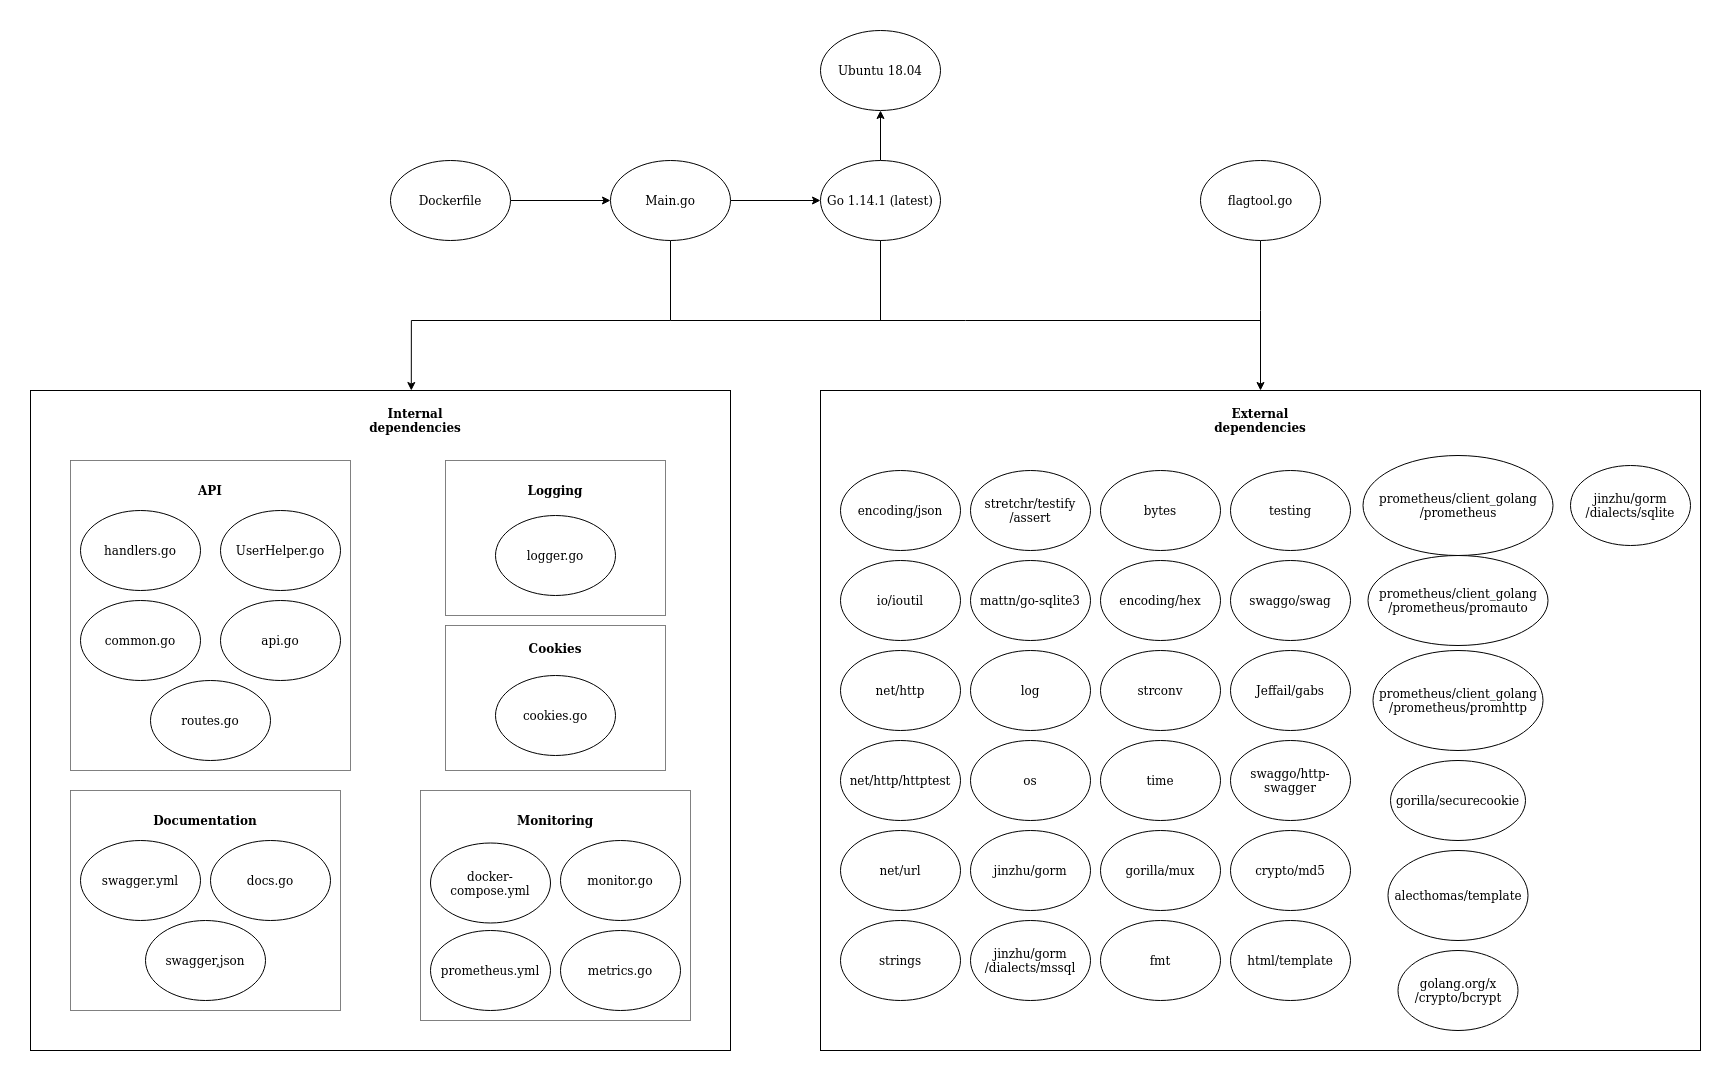 Ubuntu 18.04
Dockerfile
Main.go
Go 1.14.1 (latest)
flagtool.go
Internal
dependencies
API
handlers.go
UserHelper.go
common.go
api.go
routes.go
Logging
logger.go
Cookies
cookies.go
Documentation
swagger.yml
docs.go
swagger,json
Monitoring
docker-
compose.yml
monitor.go
prometheus.yml
metrics.go
External
dependencies
encoding/json
stretchr/testify
/assert
bytes
testing
prometheus/client_golang
/prometheus
jinzhu/gorm
/dialects/sqlite
io/ioutil
mattn/go-sqlite3
encoding/hex
swaggo/swag
prometheus/client_golang
/prometheus/promauto
net/http
log
strconv
Jeffail/gabs
prometheus/client_golang
/prometheus/promhttp
net/http/httptest
os
time
swaggo/http-
swagger
gorilla/securecookie
net/url
jinzhu/gorm
gorilla/mux
crypto/md5
alecthomas/template
strings
jinzhu/gorm
/dialects/mssql
fmt
html/template
golang.org/x
/crypto/bcrypt